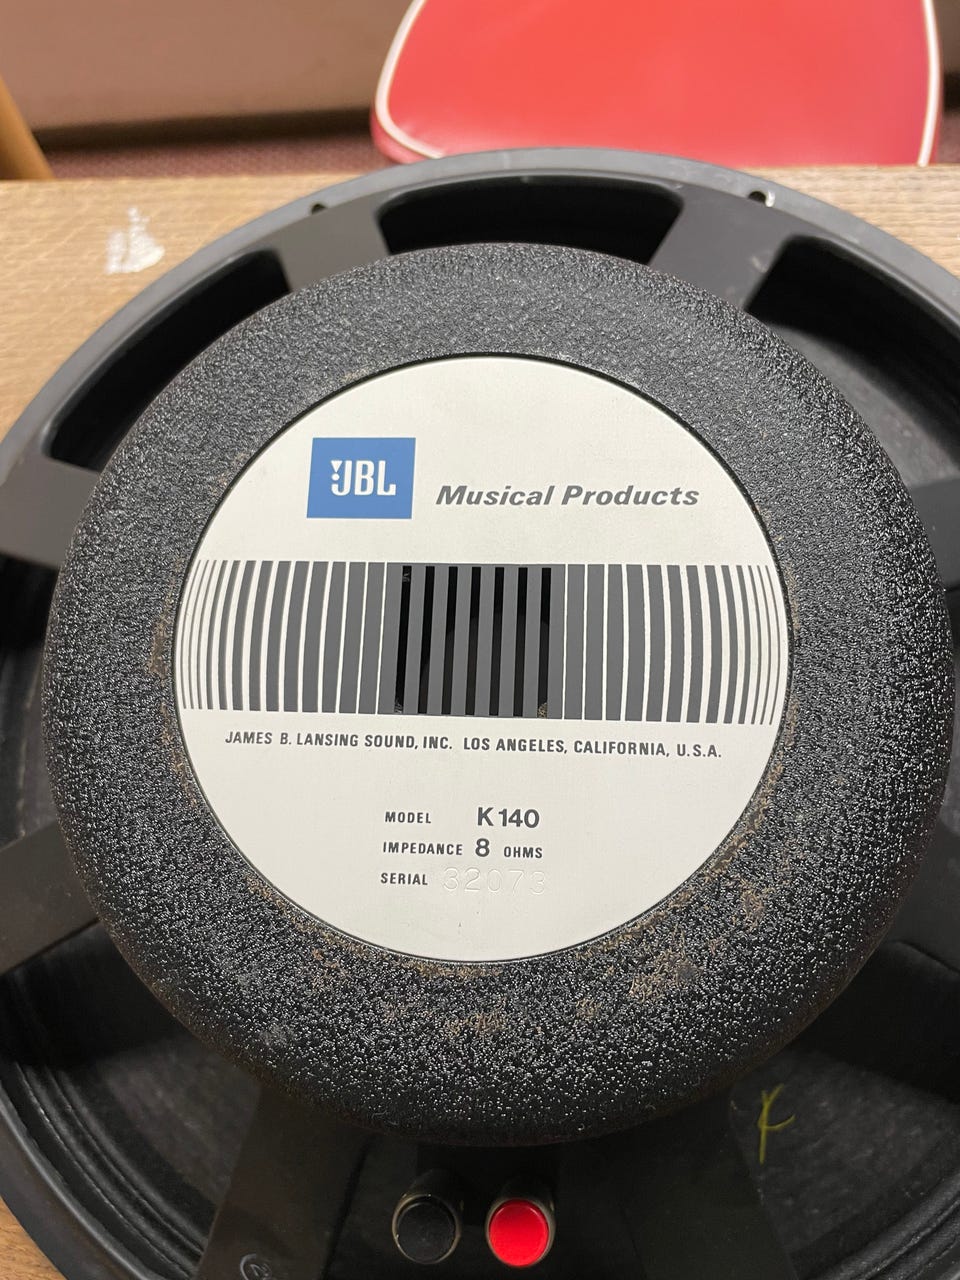 JBL Musical Products
JAMES B. LANSING SOUND, INC. LOS ANGELES, CALIFORNIA, U.S.A.
MODEL K140
IMPEDANCE 8 OHMS
SERIAL 32073